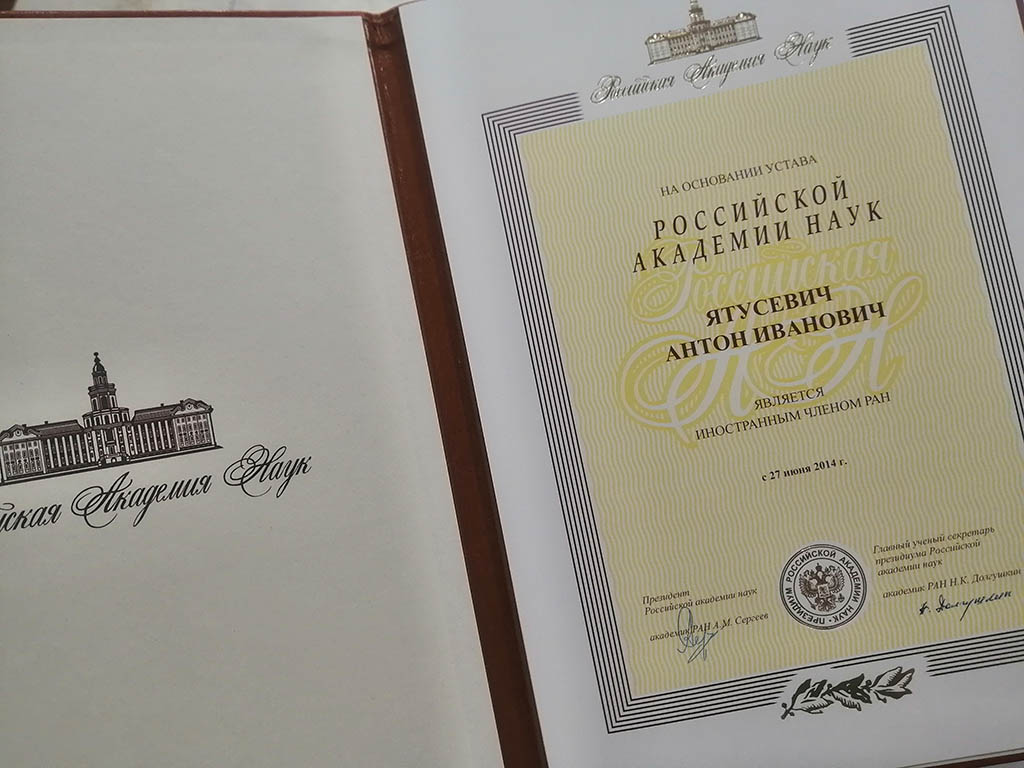 Академия Наук
Российская Академия Наук
НА ОСНОВАНИИ УСТАВА
РОССИЙСКОЙ
АКАДЕМИИ НАУК
Российская
АН
ЯТУСЕВИЧ
АНТОН ИВАНОВИЧ
ЯВЛЯЕТСЯ
ИНОСТРАННЫМ ЧЛЕНОМ РАН
с 27 июня 2014 г.
Президент
Российской академии наук
академик РАН А.М. Сергеев
ПРЕЗИДИУМ РОССИЙСКОЙ АКАДЕМИИ НАУК
Главный ученый секретарь
президиума Российской
академии наук
академик РАН Н.К. Долгушкин